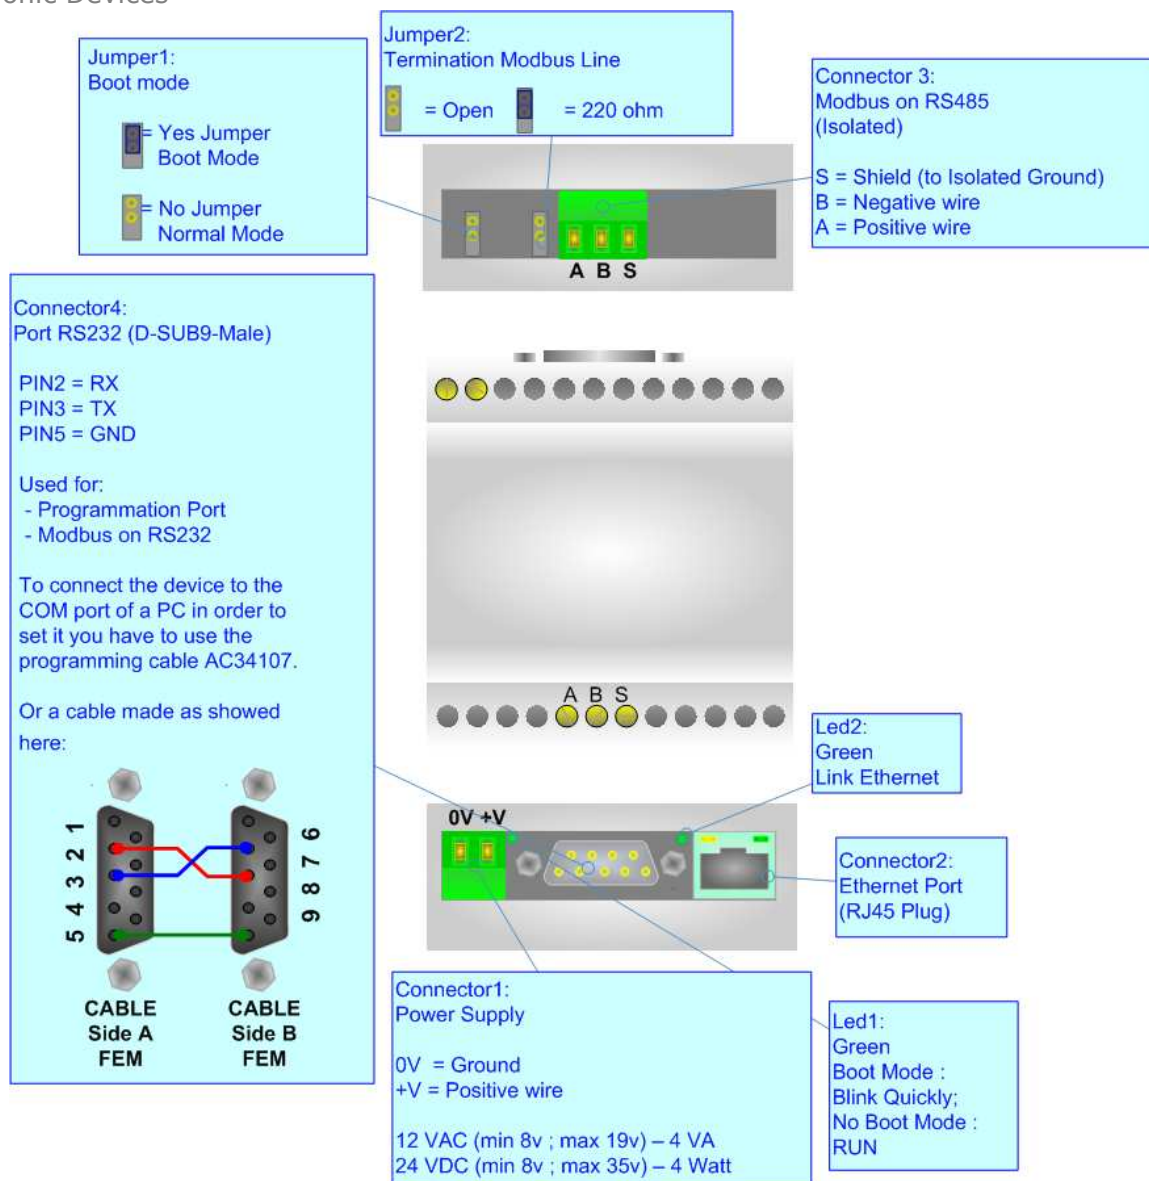 onic Devices
Jumper1:
Boot mode
= Yes Jumper
Boot Mode
= No Jumper
Normal Mode
Jumper2:
Termination Modbus Line
= Open = 220 ohm
Connector 3:
Modbus on RS485
(Isolated)
S = Shield (to Isolated Ground)
B = Negative wire
A = Positive wire
A B S
Connector4:
Port RS232 (D-SUB9-Male)
PIN2 = RX
PIN3 = TX
PIN5 = GND
Used for:
- Programmation Port
- Modbus on RS232
To connect the device to the
COM port of a PC in order to
set it you have to use the
programming cable AC34107.
Or a cable made as showed
here:
1
2
3
4
5
6
7
8
9
CABLE
Side A
FEM
CABLE
Side B
FEM
A B S
Led2:
Green
Link Ethernet
0V +V
Connector2:
Ethernet Port
(RJ45 Plug)
Connector1:
Power Supply
0V = Ground
+V = Positive wire
12 VAC (min 8v ; max 19v) – 4 VA
24 VDC (min 8v ; max 35v) – 4 Watt
Led1:
Green
Boot Mode :
Blink Quickly;
No Boot Mode :
RUN